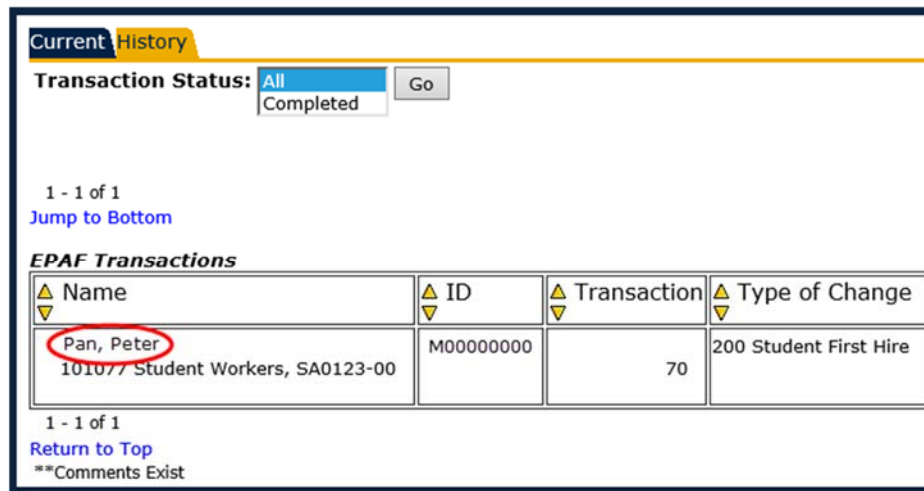 Current History
Transaction Status: All Go
Completed
1 - 1 of 1
Jump to Bottom
EPAF Transactions
Name ID Transaction Type of Change
Pan, Peter M00000000 200 Student First Hire
101077 Student Workers, SA0123-00 70
1 - 1 of 1
Return to Top
**Comments Exist